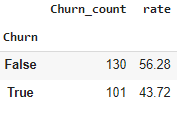 Churn_count rate
Churn
False 130 56.28
True 101 43.72